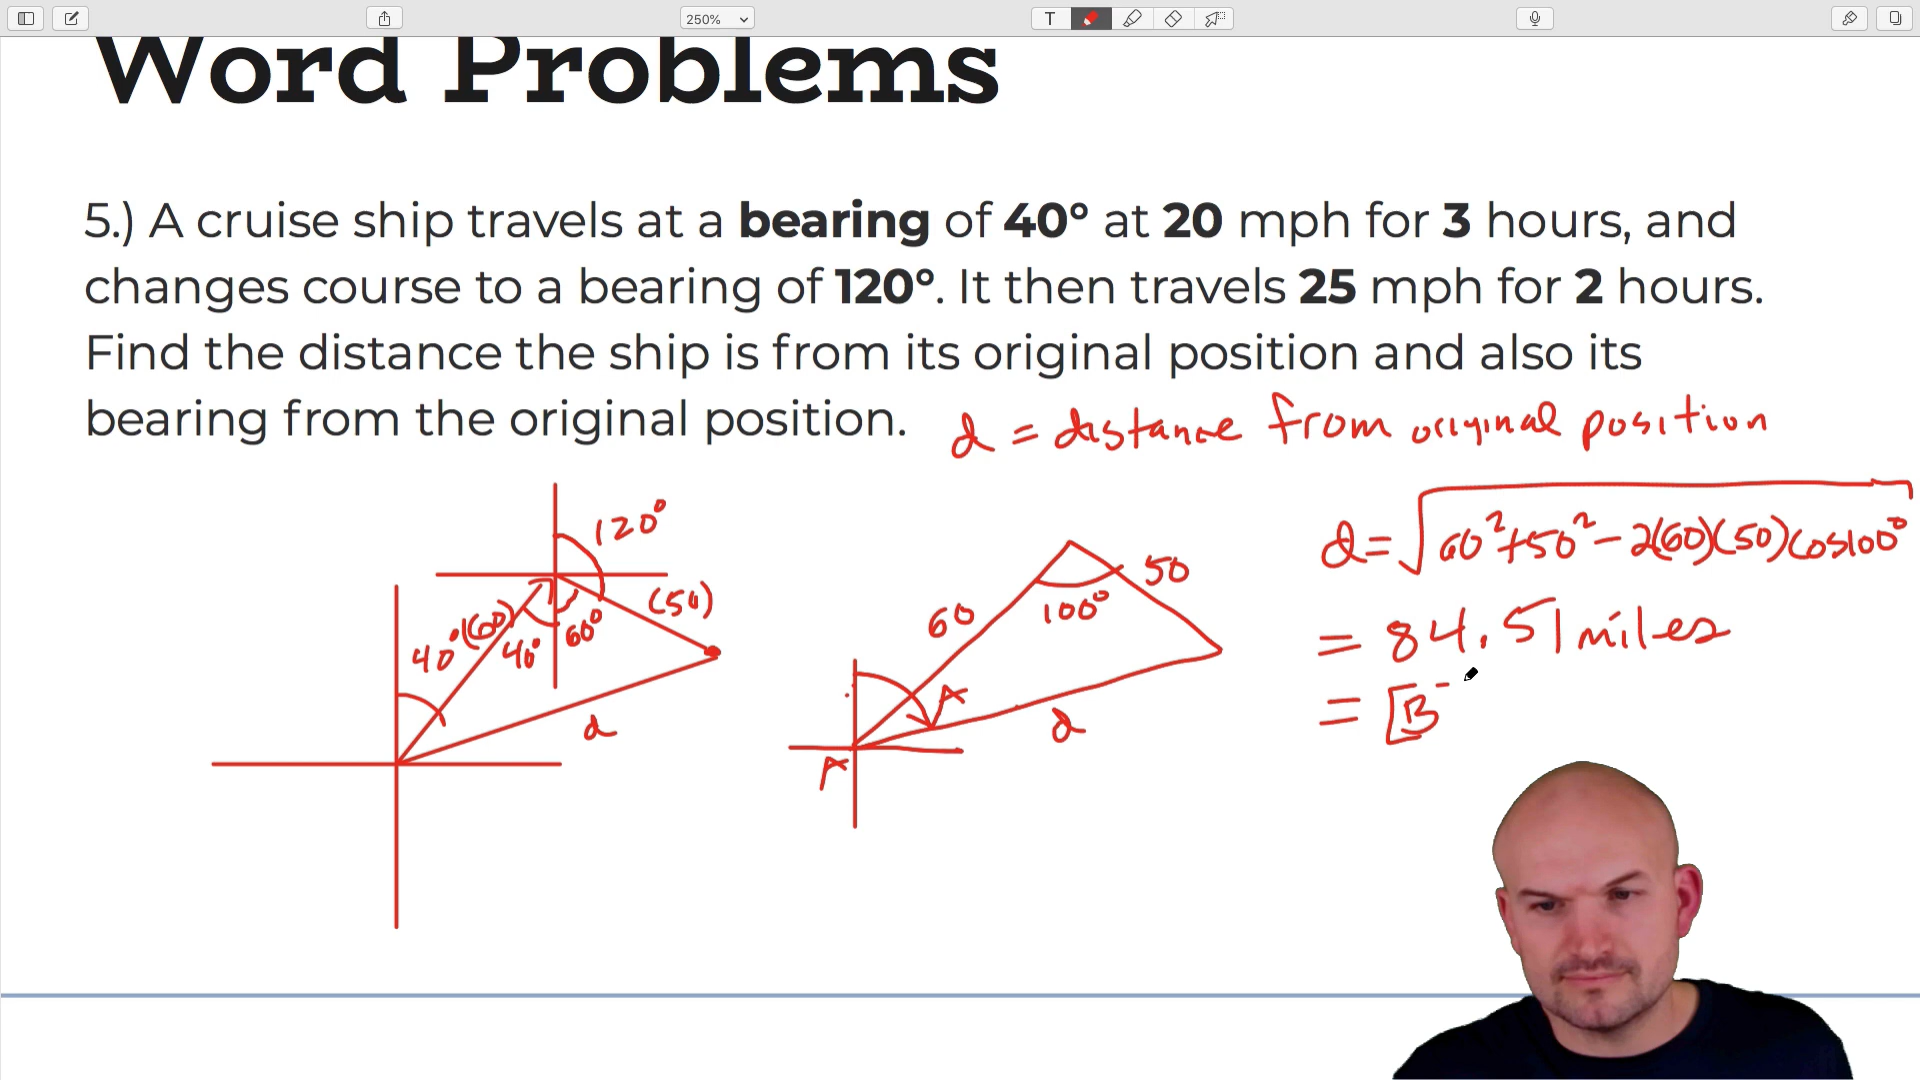 250%
T
Word Problems
5.) A cruise ship travels at a bearing of 40° at 20 mph for 3 hours, and
changes course to a bearing of 120°. It then travels 25 mph for 2 hours.
Find the distance the ship is from its original position and also its
bearing from the original position.
d = distance from original position
120°
(50)
40°
(60)
40°
60°
d
60
50
100°
A
A
d
d = √60²+50²-2(60)(50)cos100°
= 84.51 miles
= [B